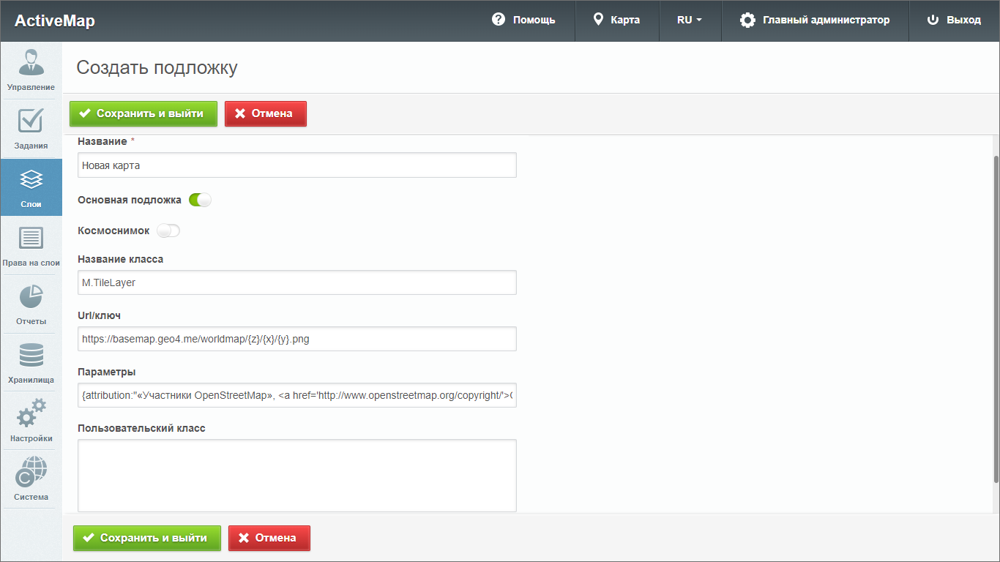 ActiveMap
Помощь
Карта
RU
Главный администратор
Выход
Управление
Задания
Слои
Права на слои
Отчеты
Хранилища
Настройки
Система
Создать подложку
Сохранить и выйти
Отмена
Название *
Новая карта
Основная подложка
Космоснимок
Название класса
M.TileLayer
Url/ключ
https://basemap.geo4.me/worldmap/{z}/{x}/{y}.png
Параметры
{attribution:"«Участники OpenStreetMap», <a href='http://www.openstreetmap.org/copyright/'>
Пользовательский класс
Сохранить и выйти
Отмена